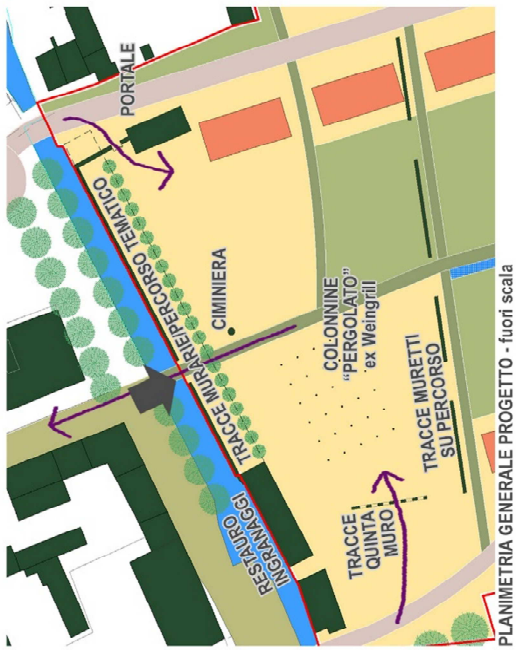 PORTALE
TRACCE MURARIE/PERCORSO TEMATICO
CIMINIERA
RESTAURO
INGRANAGGI
COLONNINE
"PERGOLATO"
ex Weingrill
TRACCE
QUINTA
MURO
TRACCE MURETTI
SU PERCORSO
PLANIMETRIA GENERALE PROGETTO - fuori scala